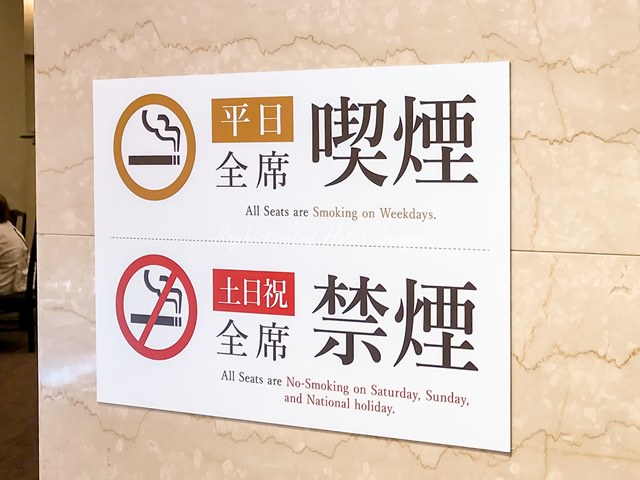 平日
全席 喫煙
All Seats are Smoking on Weekdays.
土日祝
全席 禁煙
All Seats are No-Smoking on Saturday, Sunday,
and National holiday.